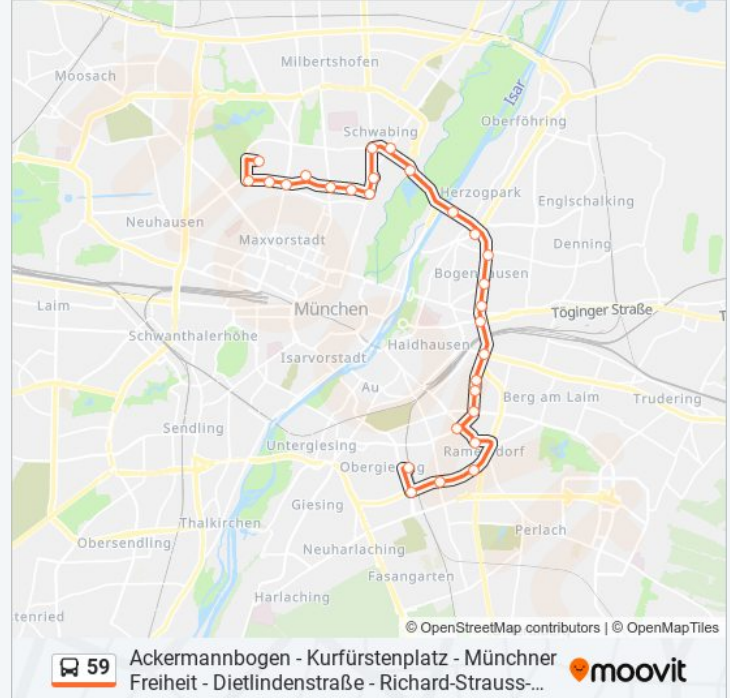 Milbertshofen
Moosach
Isar
Oberföhring
Schwabing
Herzogpark
Englschalking
Neuhausen
Maxvorstadt
Denning
Bogenhausen
Laim
München
Töginger Straße
T
Schwanthalerhöhe
Haidhausen
Isarvorstadt
Au
Berg am Laim
Trudering
Sendling
Untergiesing
Ramersdorf
Obergiesing
Giesing
Thalkirchen
Perlach
Obersendling
Neuharlaching
Fasangarten
Harlaching
tenried
© OpenStreetMap contributors | © OpenMapTiles
59
Ackermannbogen - Kurfürstenplatz - Münchner
Freiheit - Dietlindenstraße - Richard-Strauss-...
moovit